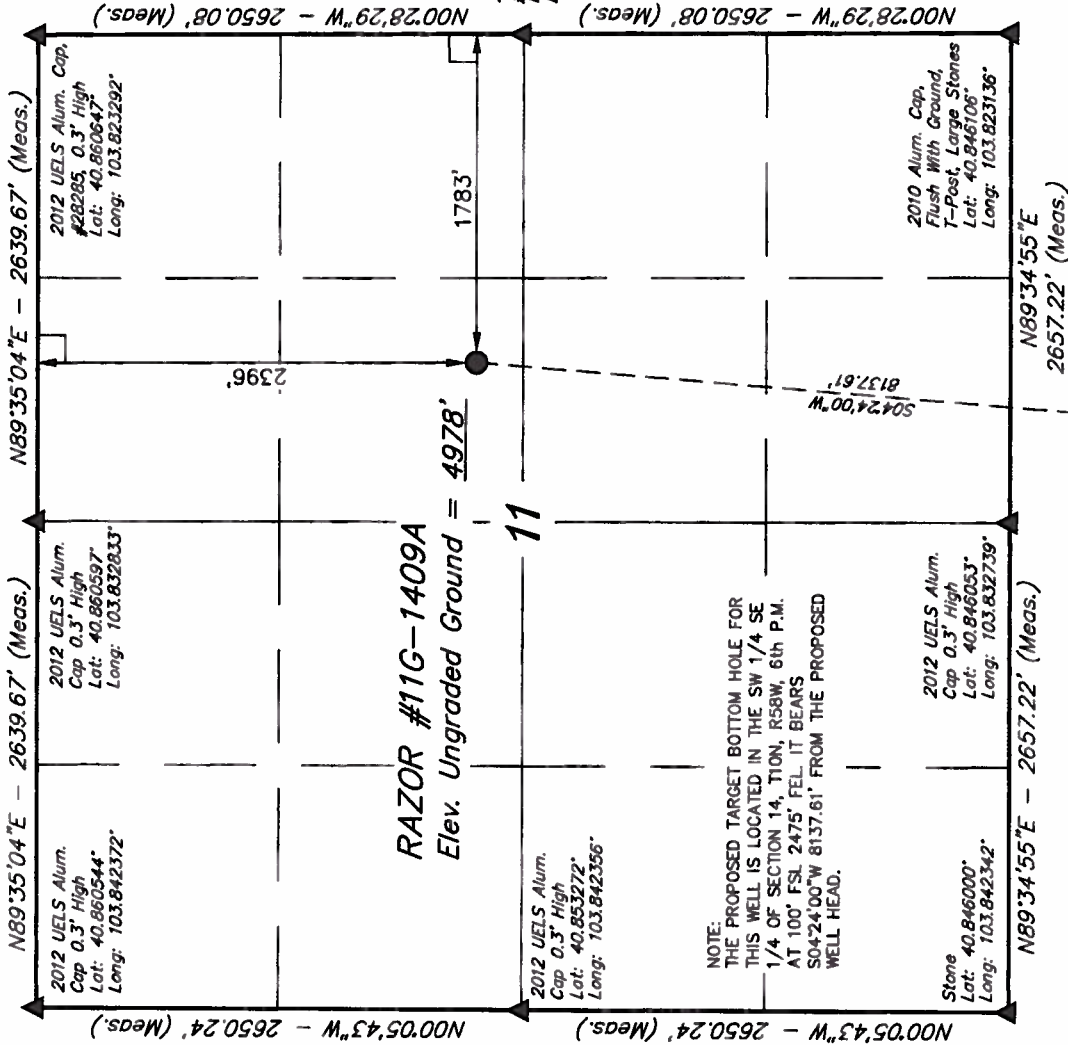 N89°35'04"E - 2639.67' (Meas.)
N89°35'04"E - 2639.67' (Meas.)
2012 UELS Alum.
Cap 0.3' High
Lat: 40.860544°
Long: 103.842372°
2012 UELS Alum.
Cap 0.3' High
Lat: 40.860597°
Long: 103.832833°
2012 UELS Alum. Cap,
#28285, 0.3' High
Lat: 40.860647°
Long: 103.823292°
N00°05'43"W - 2650.24' (Meas.)
N00°28'29"W - 2650.08' (Meas.)
2396'
1783'
RAZOR #11G-1409A
Elev. Ungraded Ground = 4978'
11
2012 UELS Alum.
Cap 0.3' High
Lat: 40.853272°
Long: 103.842356°
N00°05'43"W - 2650.24' (Meas.)
N00°28'29"W - 2650.08' (Meas.)
S04°24'00"W
8137.61'
NOTE:
THE PROPOSED TARGET BOTTOM HOLE FOR
THIS WELL IS LOCATED IN THE SW 1/4 SE
1/4 OF SECTION 14, T10N, R58W, 6th P.M.
AT 100' FSL 2475' FEL. IT BEARS
S04°24'00"W 8137.61' FROM THE PROPOSED
WELL HEAD.
Stone
Lat: 40.846000°
Long: 103.842342°
2012 UELS Alum.
Cap 0.3' High
Lat: 40.846053°
Long: 103.832739°
2010 Alum. Cap,
Flush With Ground,
T-Post, Large Stones
Lat: 40.846106°
Long: 103.823136°
N89°34'55"E - 2657.22' (Meas.)
N89°34'55"E
2657.22' (Meas.)